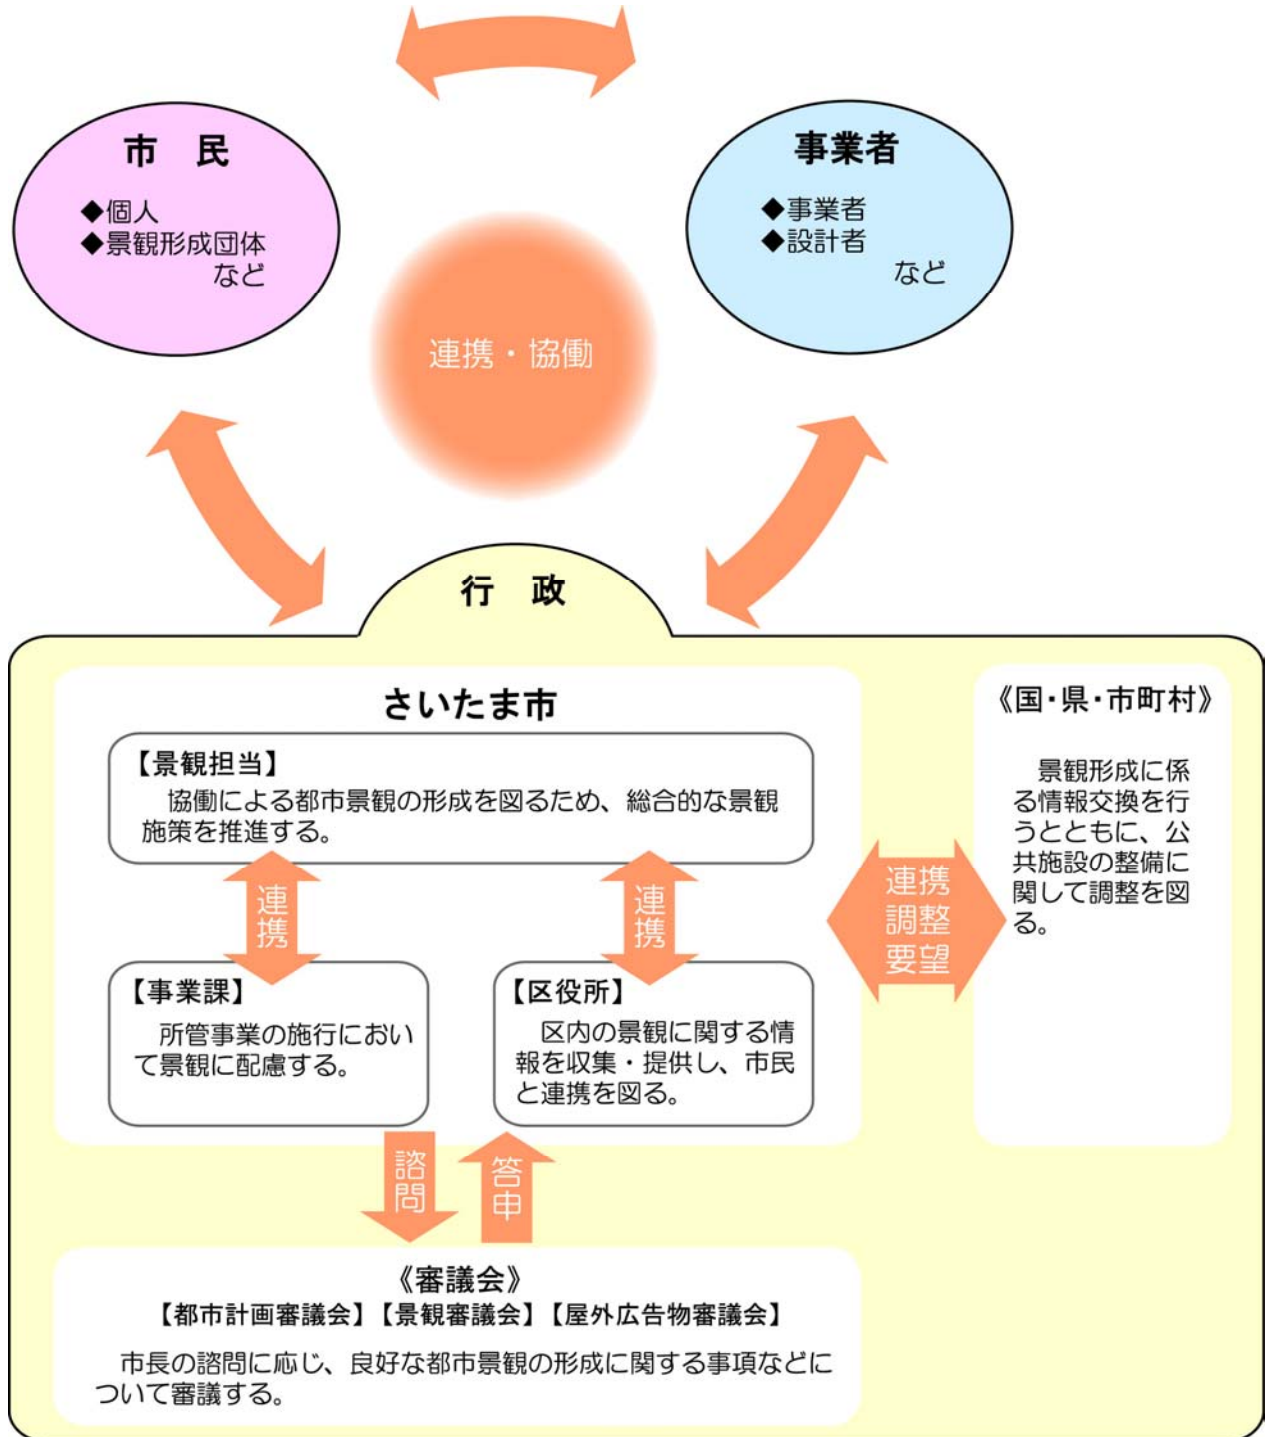 市　民
◆個人
◆景観形成団体
など
事業者
◆事業者
◆設計者
など
連携・協働
行　政
さいたま市
【景観担当】
　協働による都市景観の形成を図るため、総合的な景観
施策を推進する。
連携
連携
【事業課】
　所管事業の施行におい
て景観に配慮する。
【区役所】
　区内の景観に関する情
報を収集・提供し、市民
と連携を図る。
連携
調整
要望
《国・県・市町村》
　景観形成に係
る情報交換を行
うとともに、公
共施設の整備に
関して調整を図
る。
諮問
答申
《審議会》
【都市計画審議会】【景観審議会】【屋外広告物審議会】
　市長の諮問に応じ、良好な都市景観の形成に関する事項などに
ついて審議する。